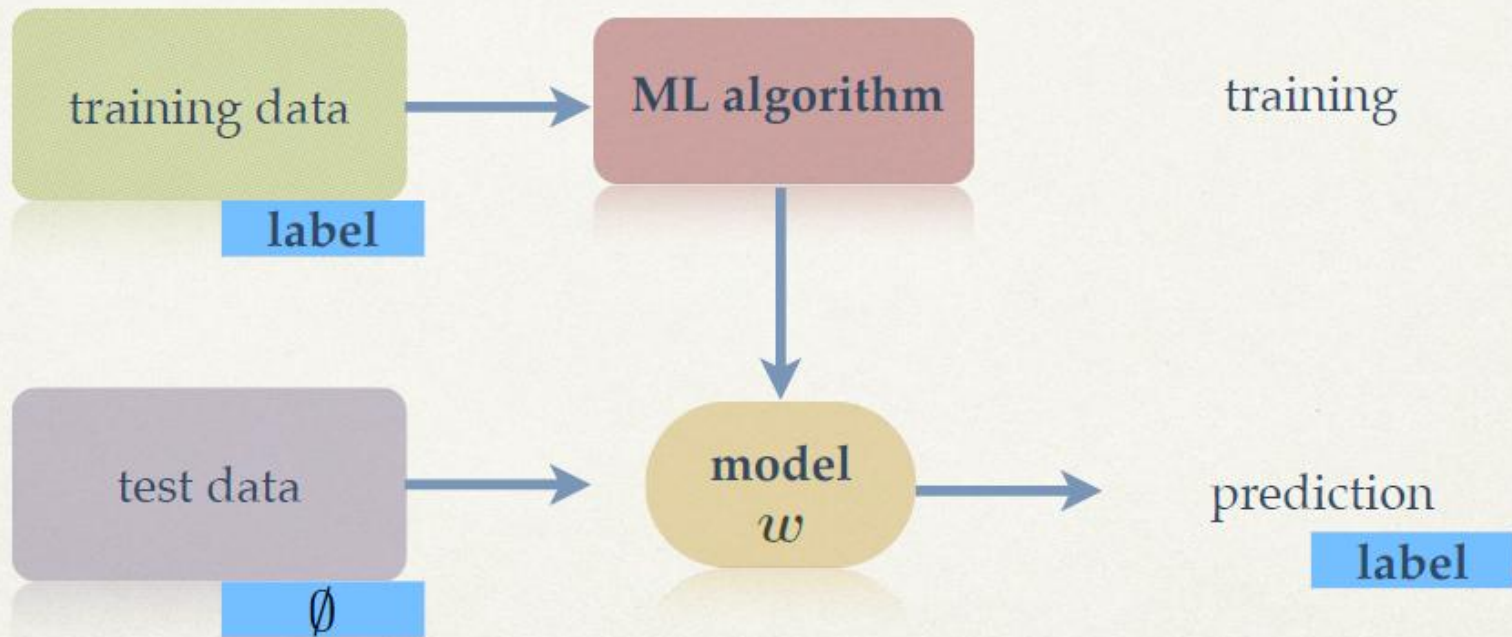 training data
ML algorithm
training
label
test data
model
w
prediction
label
∅